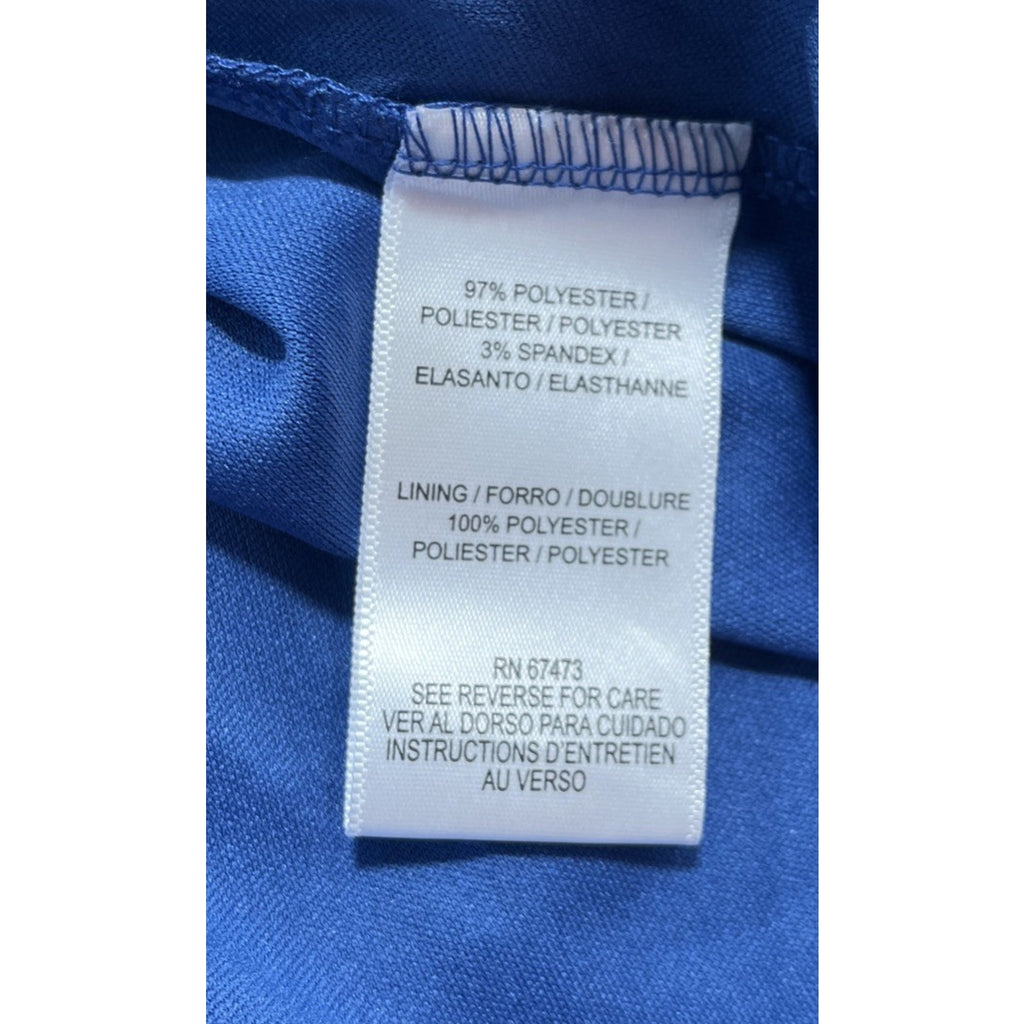 97% POLYESTER /
POLIESTER / POLYESTER
3% SPANDEX /
ELASANTO / ELASTHANNE
LINING / FORRO / DOUBLURE
100% POLYESTER /
POLIESTER / POLYESTER
RN 67473
SEE REVERSE FOR CARE
VER AL DORSO PARA CUIDADO
INSTRUCTIONS D'ENTRETIEN
AU VERSO